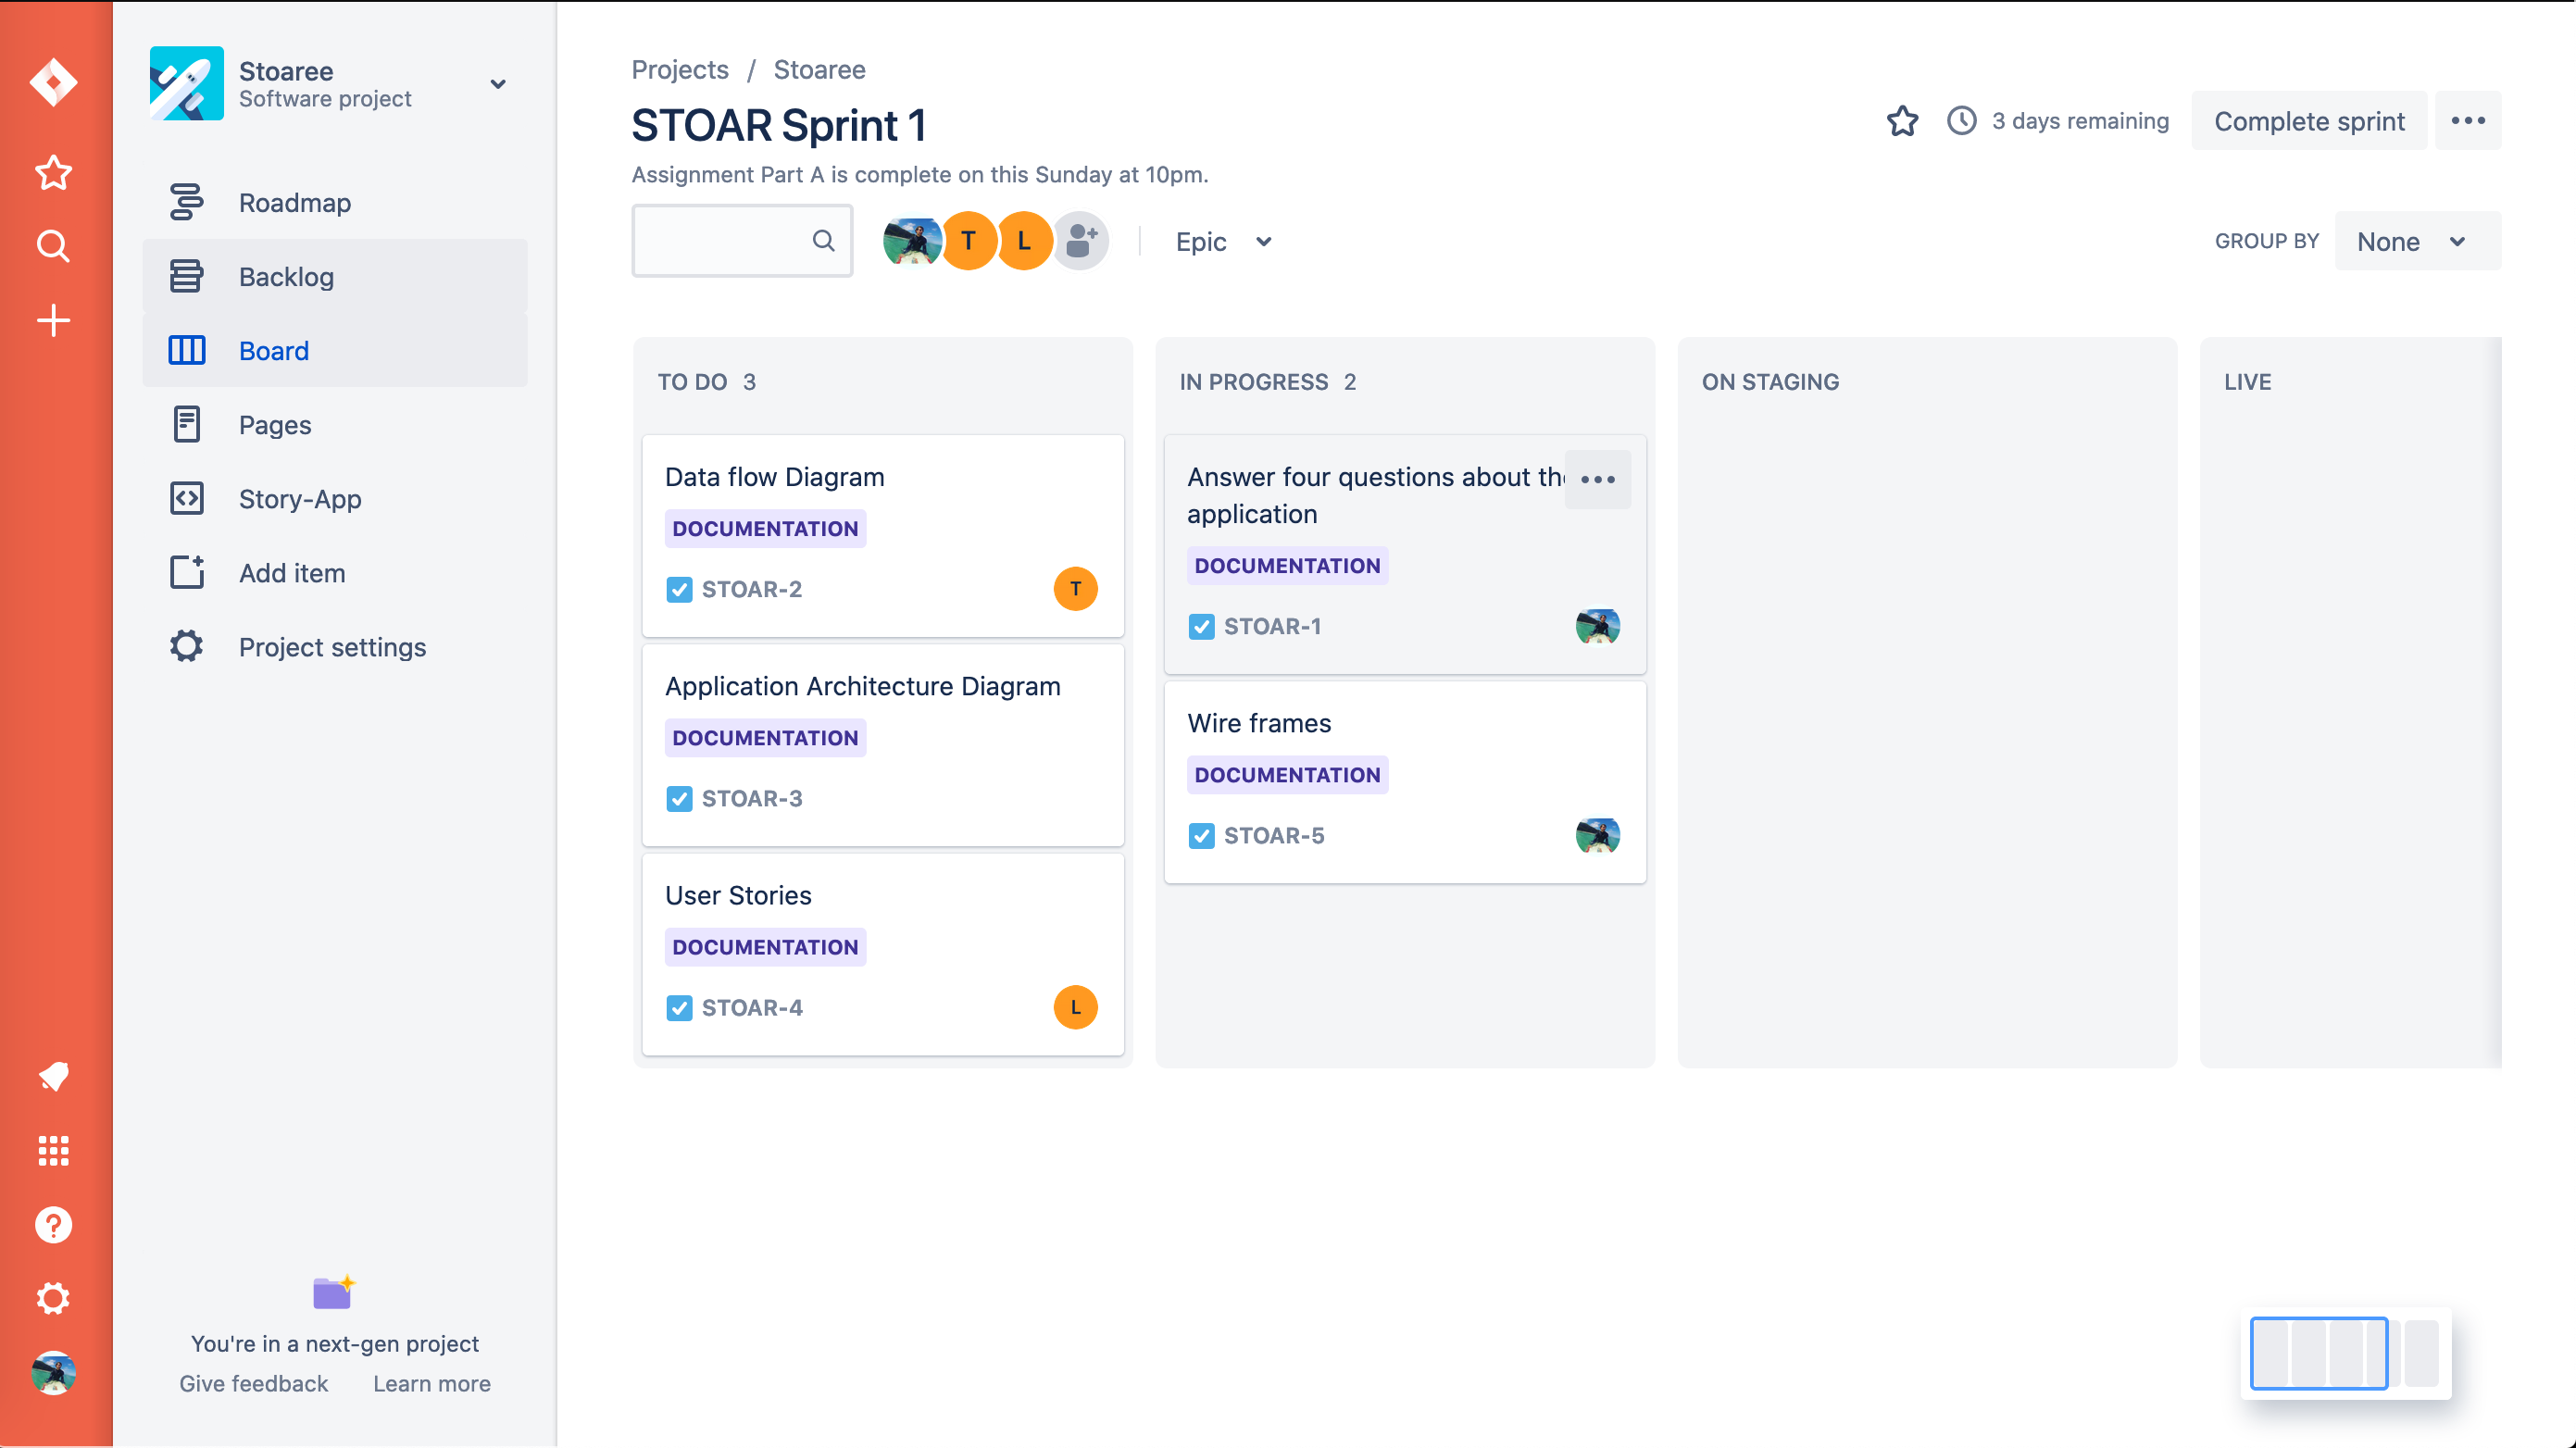 Stoaree
Software project
Roadmap
Backlog
Board
Pages
Story-App
Add item
Project settings
You're in a next-gen project
Give feedback Learn more
Projects / Stoaree
STOAR Sprint 1
Assignment Part A is complete on this Sunday at 10pm.
3 days remaining
Complete sprint
T
L
Epic
GROUP BY
None
TO DO 3
Data flow Diagram
DOCUMENTATION
STOAR-2
T
Application Architecture Diagram
DOCUMENTATION
STOAR-3
User Stories
DOCUMENTATION
STOAR-4
L
IN PROGRESS 2
Answer four questions about th
application
DOCUMENTATION
STOAR-1
Wire frames
DOCUMENTATION
STOAR-5
ON STAGING
LIVE